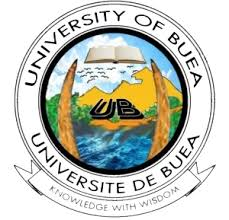 UNIVERSITY OF BUEA
UB
UNIVERSITE DE BUEA
KNOWLEDGE WITH WISDOM